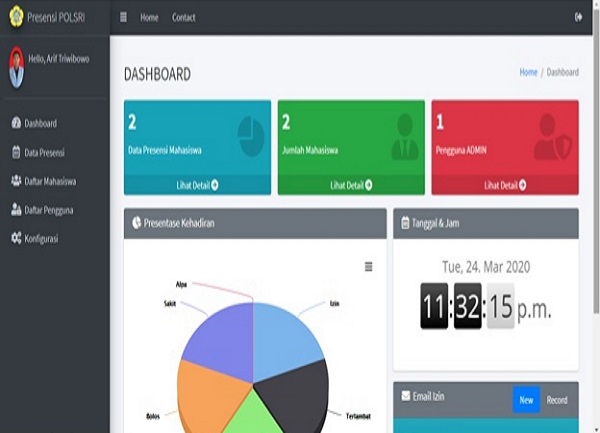 Presensi POLSRI
Home
Contact
Hello, Arif Triwibowo
Dashboard
Data Presensi
Daftar Mahasiswa
Daftar Pengguna
Konfigurasi
DASHBOARD
Home / Dashboard
2
Data Presensi Mahasiswa
Lihat Detail
2
Jumlah Mahasiswa
Lihat Detail
1
Pengguna ADMIN
Lihat Detail
Presentase Kehadiran
Alpa
Sakit
Izin
Bolos
Terlambat
Tanggal & Jam
Tue, 24. Mar 2020
11:32:15 p.m.
Email Izin
New
Record